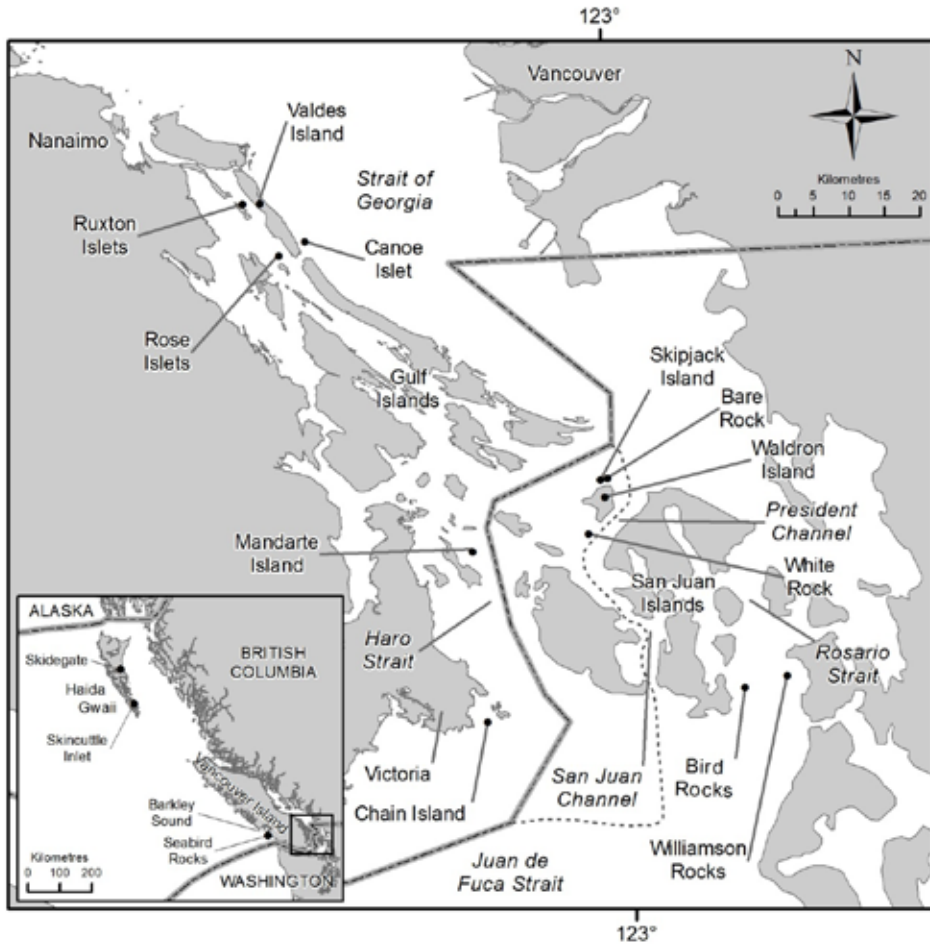 123°
Vancouver
N
Nanaimo
Valdes
Island
Kilometres
0 5 10 15 20
Strait of
Georgia
Ruxton
Islets
Canoe
Islet
Rose
Islets
Skipjack
Island
Gulf
Islands
Bare
Rock
Waldron
Island
President
Channel
Mandarte
Island
White
Rock
San Juan
Islands
Haro
Strait
Rosario
Strait
ALASKA
BRITISH
COLUMBIA
Skidegate
Haida
Gwaii
Skincuttle
Inlet
Vancouver Island
Barkley
Sound
Seabird
Rocks
Kilometres
0 100 200
WASHINGTON
Victoria
Chain Island
San Juan
Channel
Bird
Rocks
Williamson
Rocks
Juan de
Fuca Strait
123°